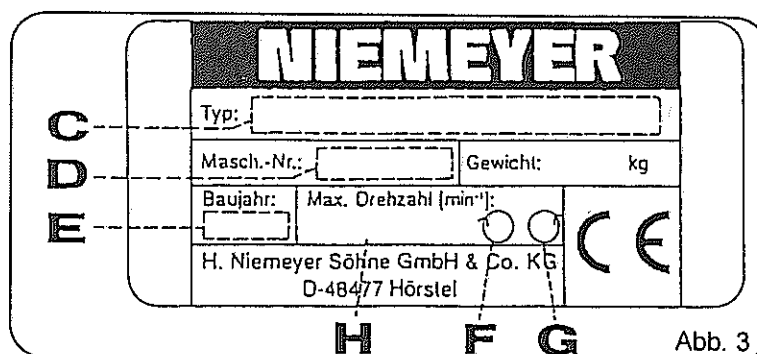 NIEMEYER
C Typ:
D Masch.-Nr.: Gewicht: kg
E Baujahr: Max. Drehzahl [min⁻¹]:
CE
H. Niemeyer Söhne GmbH & Co. KG
D-48477 Hörstel
H F G Abb. 3